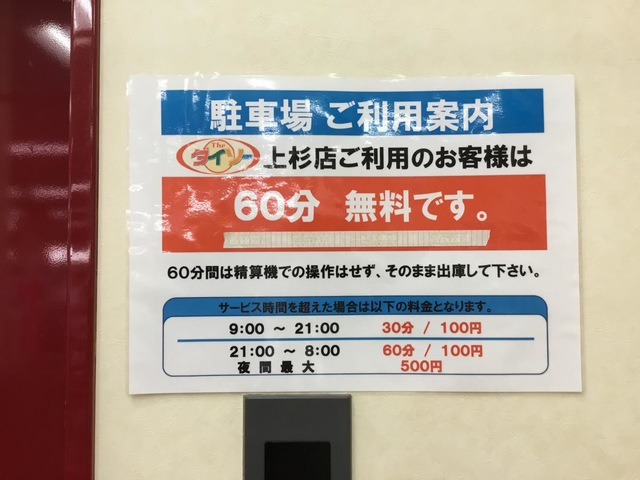 駐車場 ご利用案内
The ダイソー 上杉店ご利用のお客様は
60分 無料です。
60分間は精算機での操作はせず、そのまま出庫して下さい。
サービス時間を超えた場合は以下の料金となります。
9:00 ～ 21:00 30分 / 100円
21:00 ～ 8:00 60分 / 100円
夜間最大 500円